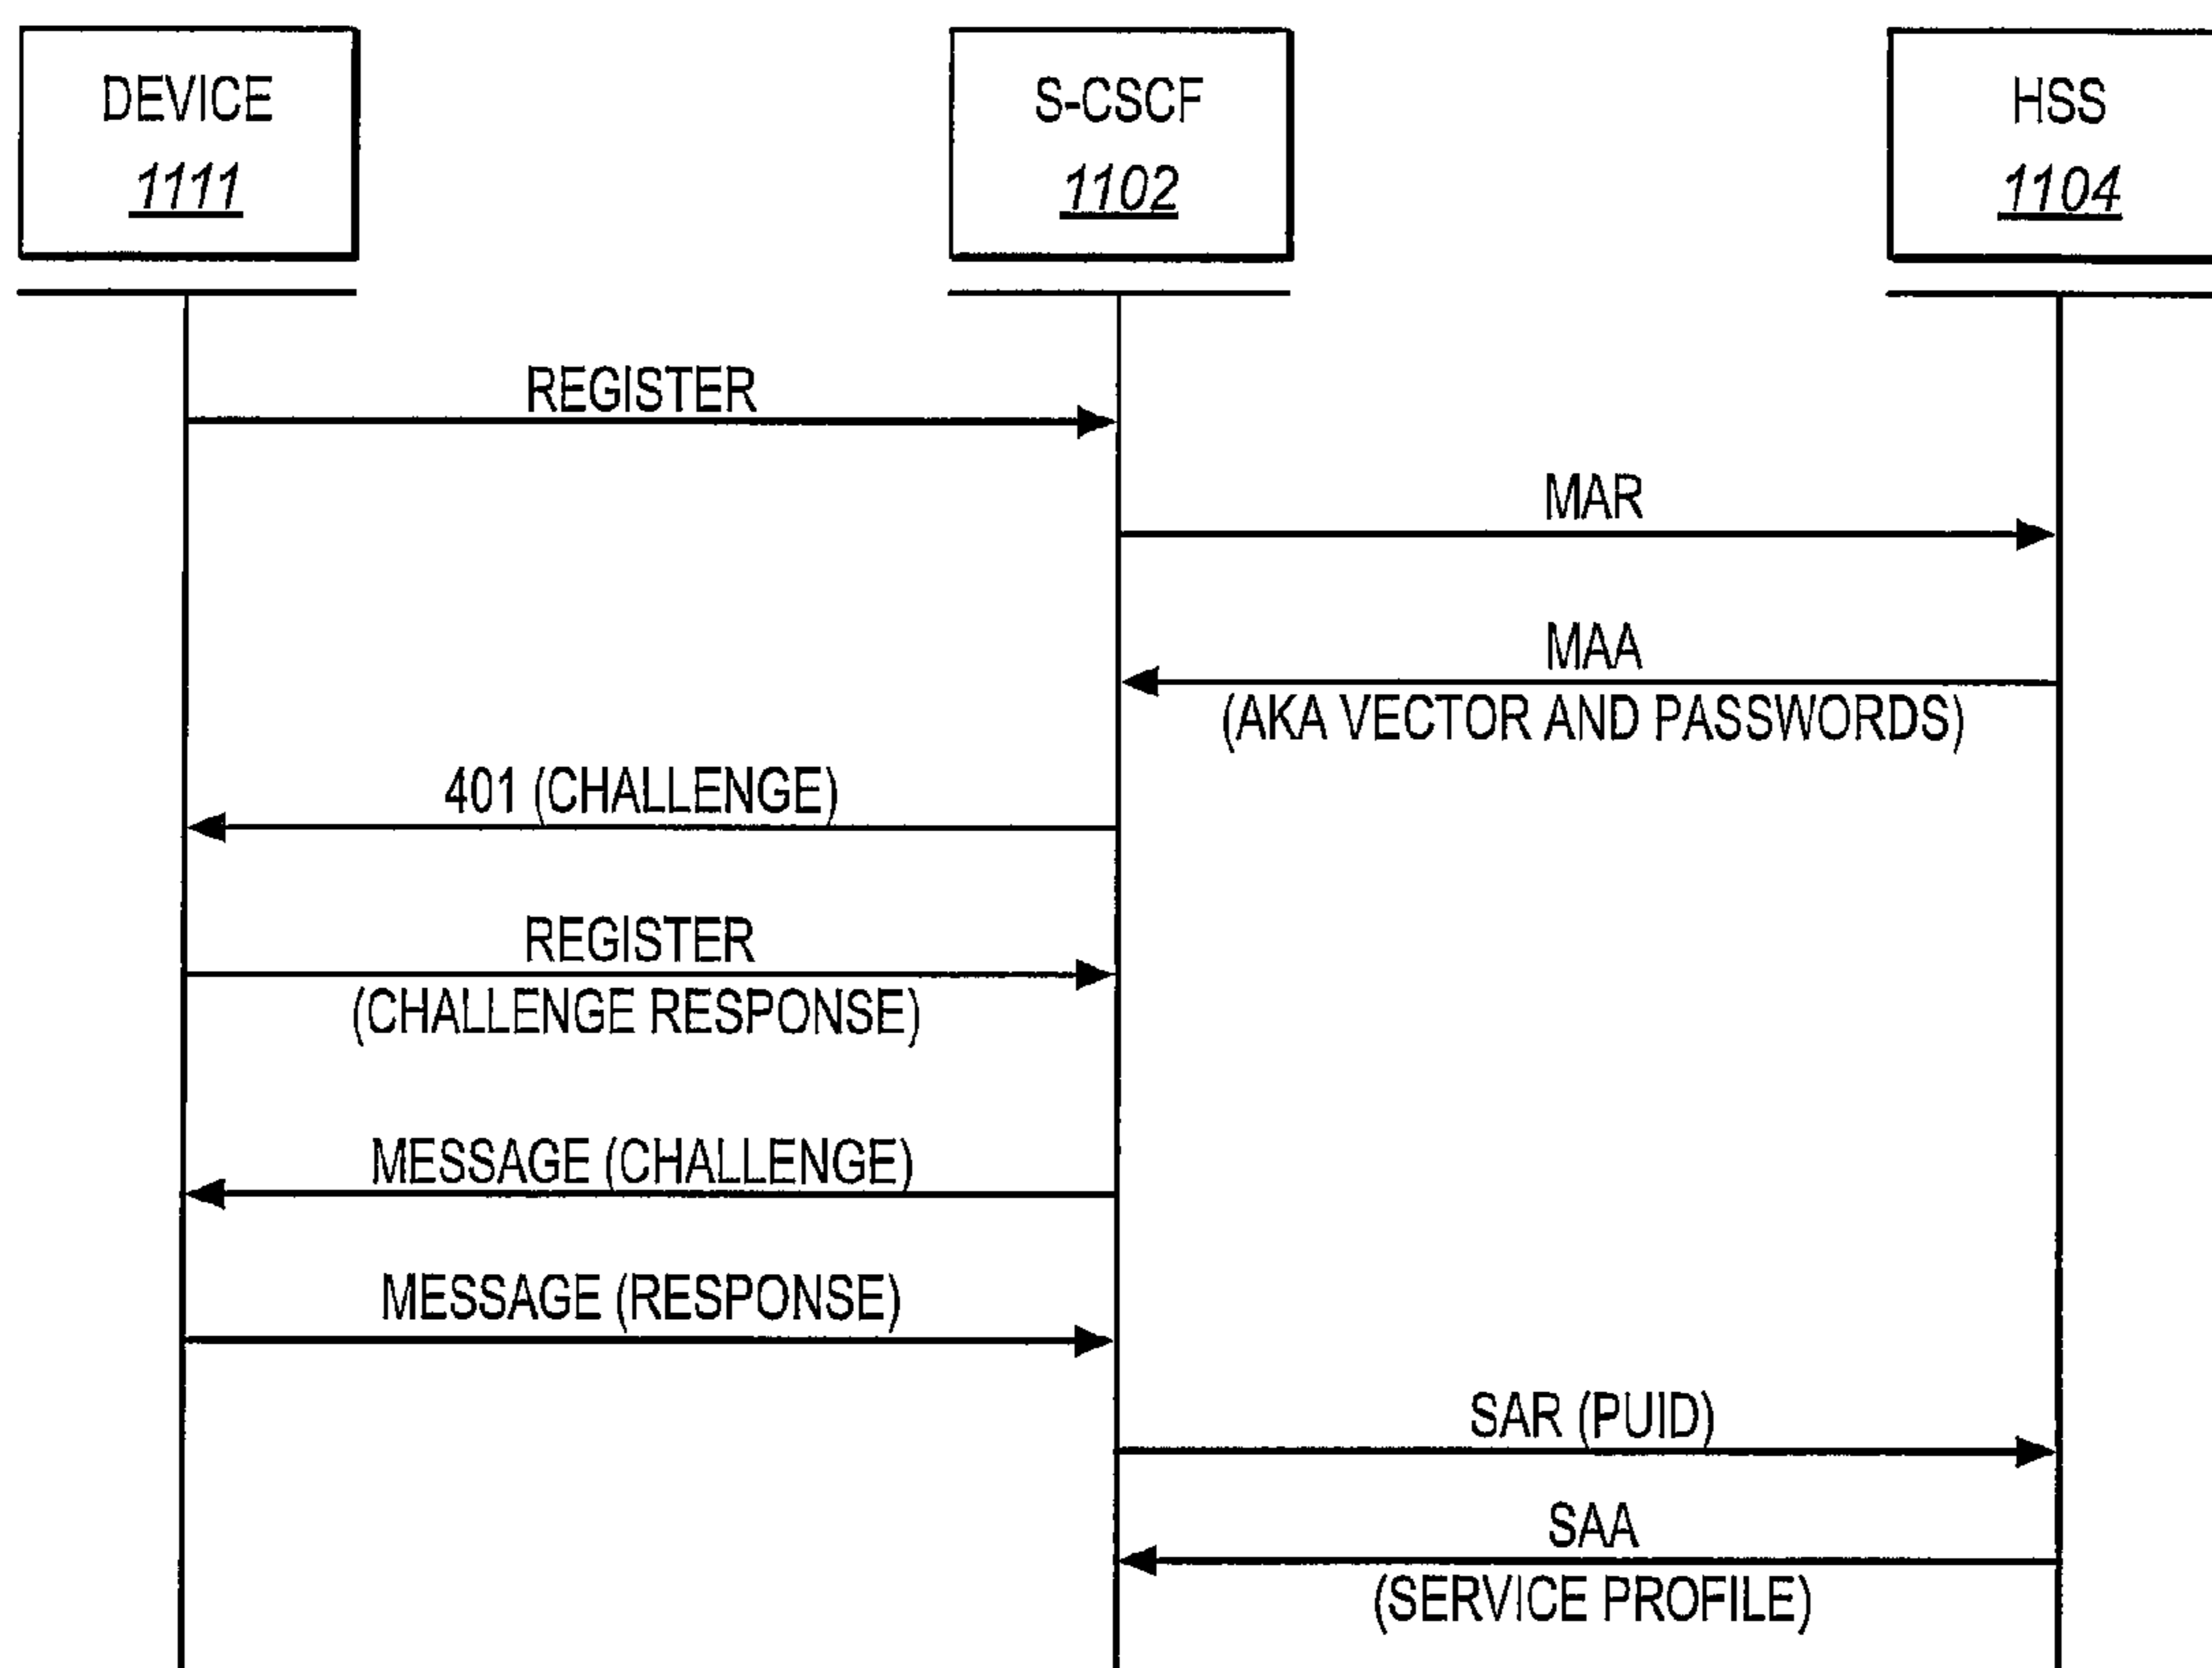 DEVICE
1111
S-CSCF
1102
HSS
1104
REGISTER
MAR
MAA
(AKA VECTOR AND PASSWORDS)
401 (CHALLENGE)
REGISTER
(CHALLENGE RESPONSE)
MESSAGE (CHALLENGE)
MESSAGE (RESPONSE)
SAR (PUID)
SAA
(SERVICE PROFILE)